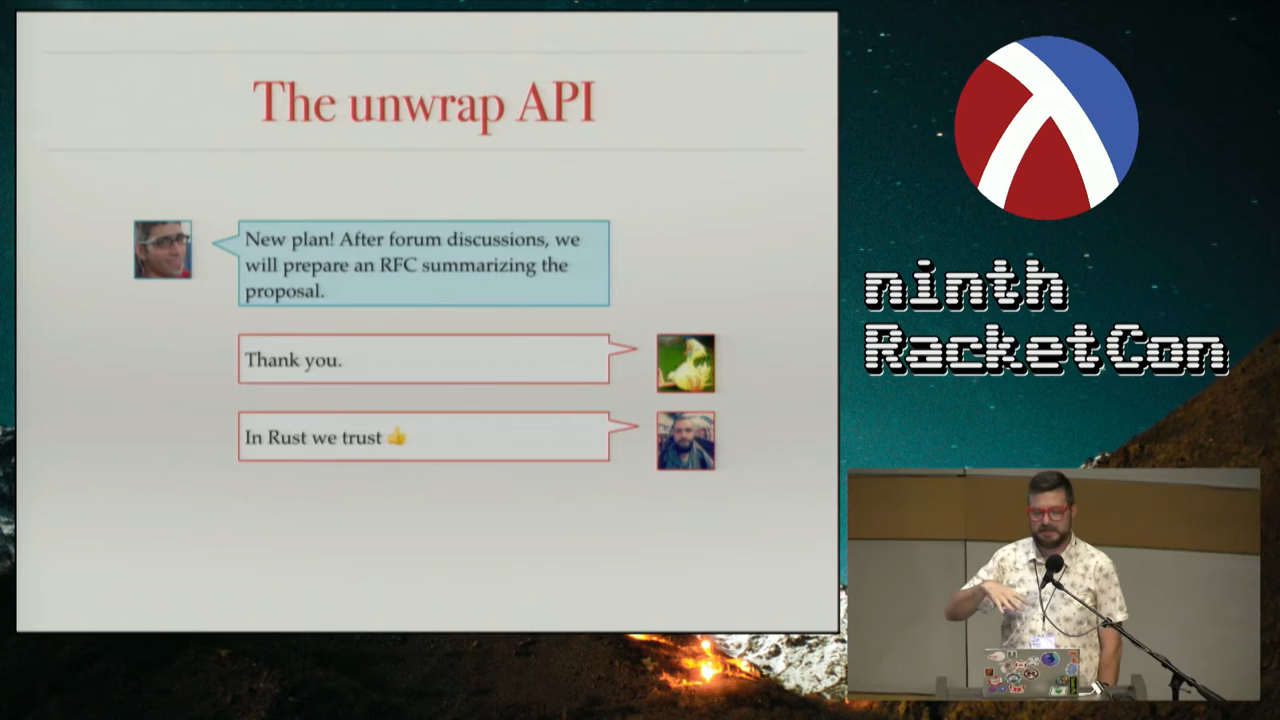 The unwrap API
New plan! After forum discussions, we
will prepare an RFC summarizing the
proposal.
Thank you.
In Rust we trust 👍
ninth
RacketCon